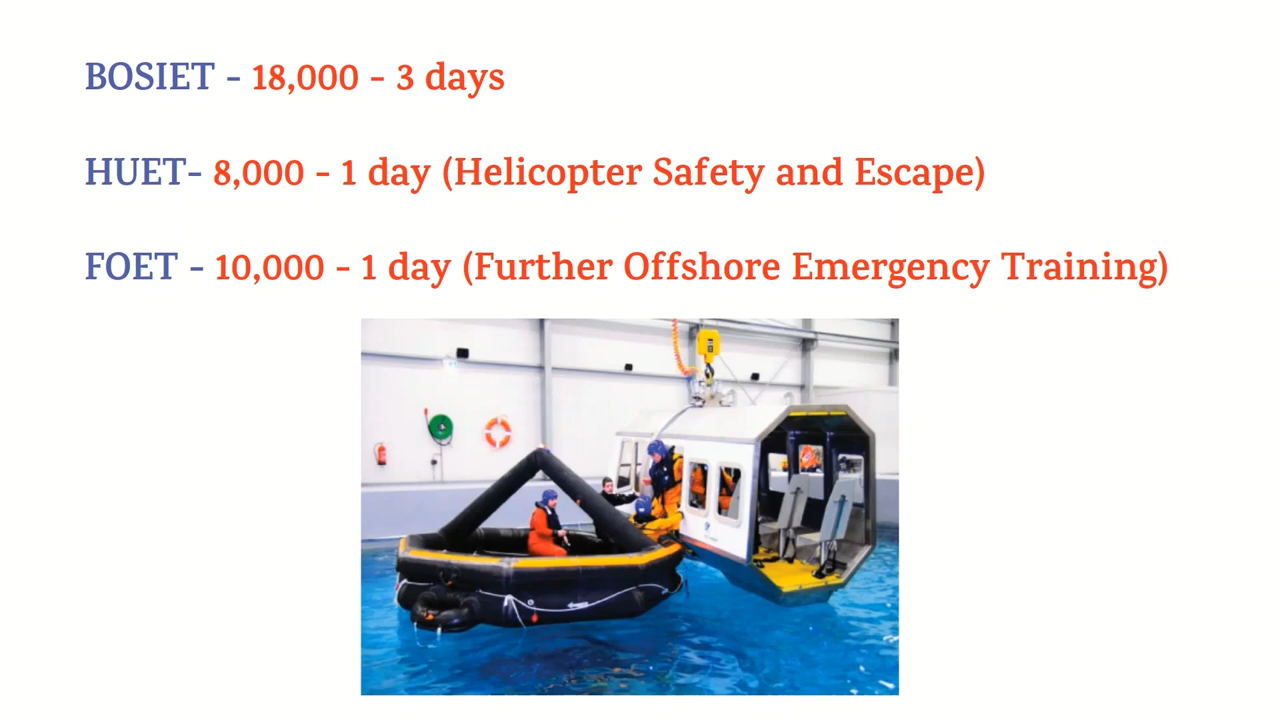 BOSIET - 18,000 - 3 days
HUET- 8,000 - 1 day (Helicopter Safety and Escape)
FOET - 10,000 - 1 day (Further Offshore Emergency Training)